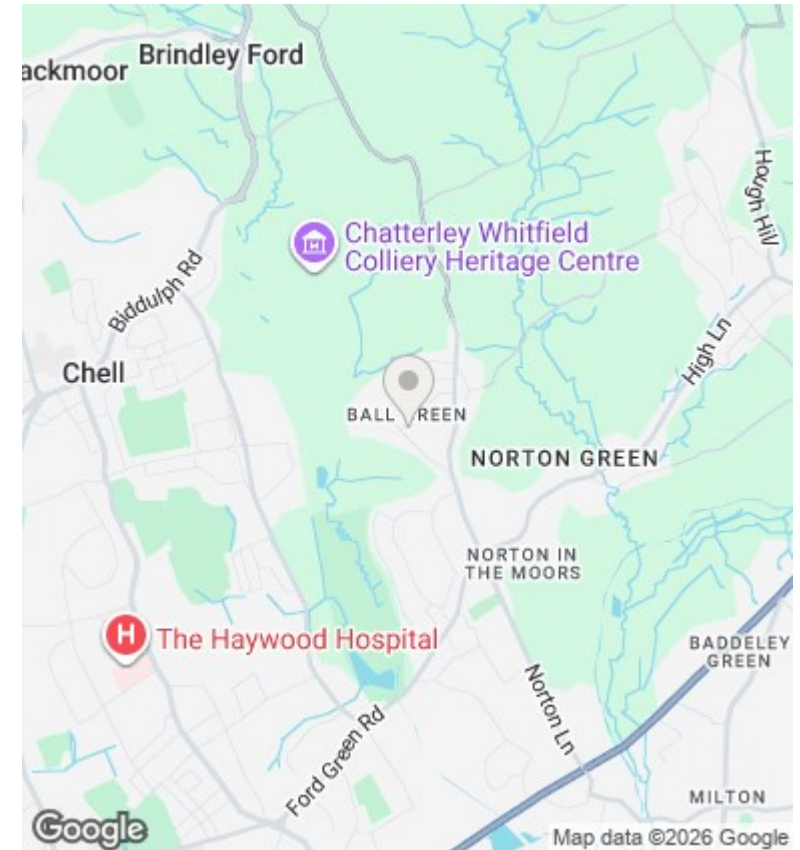 Brindley Ford
ackmoor
Hough Hill
Chatterley Whitfield
Colliery Heritage Centre
Biddulph Rd
High Ln
Chell
BALL GREEN
NORTON GREEN
NORTON IN
THE MOORS
H
The Haywood Hospital
BADDELEY
GREEN
Norton Ln
Ford Green Rd
MILTON
Google
Map data ©2026 Google